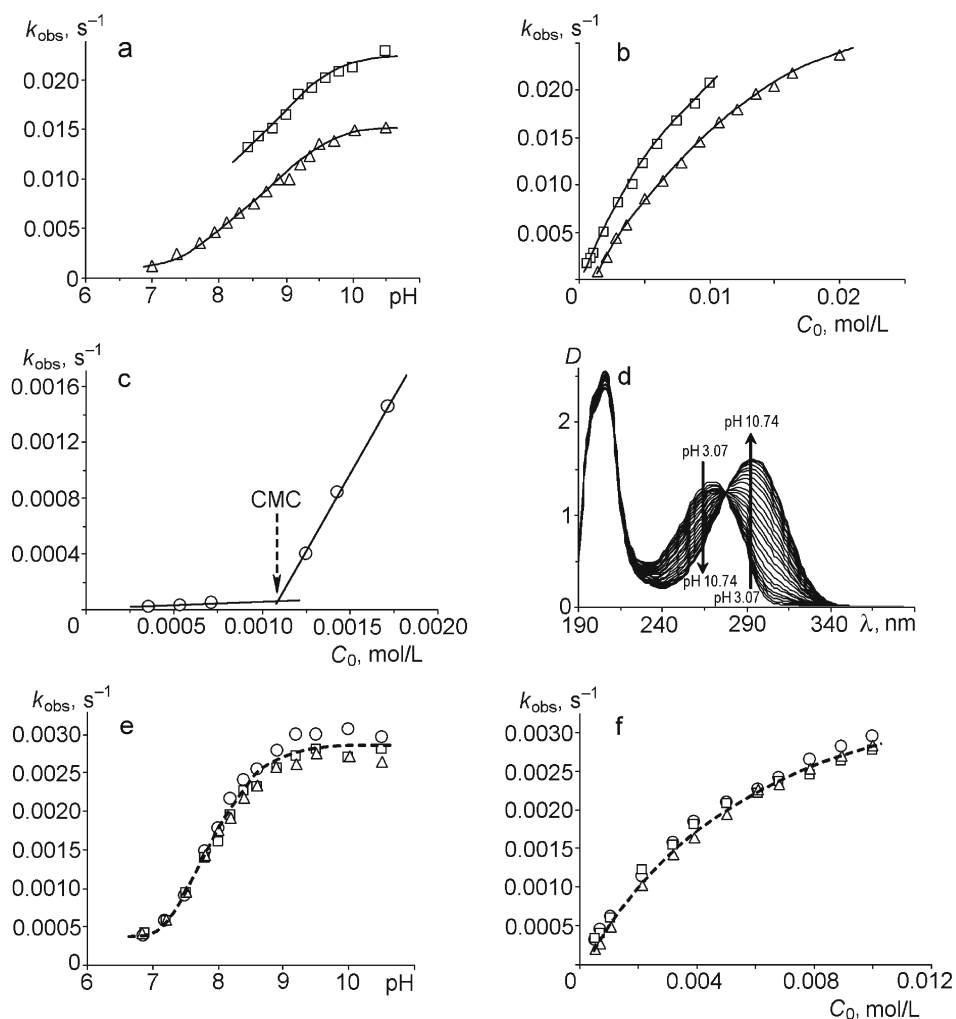 k_obs, s⁻¹
a
0.020
0.015
0.010
0.005
0
6
7
8
9
10
pH
k_obs, s⁻¹
b
0.020
0.015
0.010
0.005
0
0.01
0.02
C₀, mol/L
k_obs, s⁻¹
c
0.0016
0.0012
0.0008
0.0004
CMC
0
0.0005
0.0010
0.0015
0.0020
C₀, mol/L
D
d
2
1
0
pH 10.74
pH 3.07
pH 10.74
pH 3.07
190
240
290
340
λ, nm
k_obs, s⁻¹
e
0.0030
0.0025
0.0020
0.0015
0.0010
0.0005
0
6
7
8
9
10
pH
k_obs, s⁻¹
f
0.0030
0.0025
0.0020
0.0015
0.0010
0.0005
0
0.004
0.008
0.012
C₀, mol/L